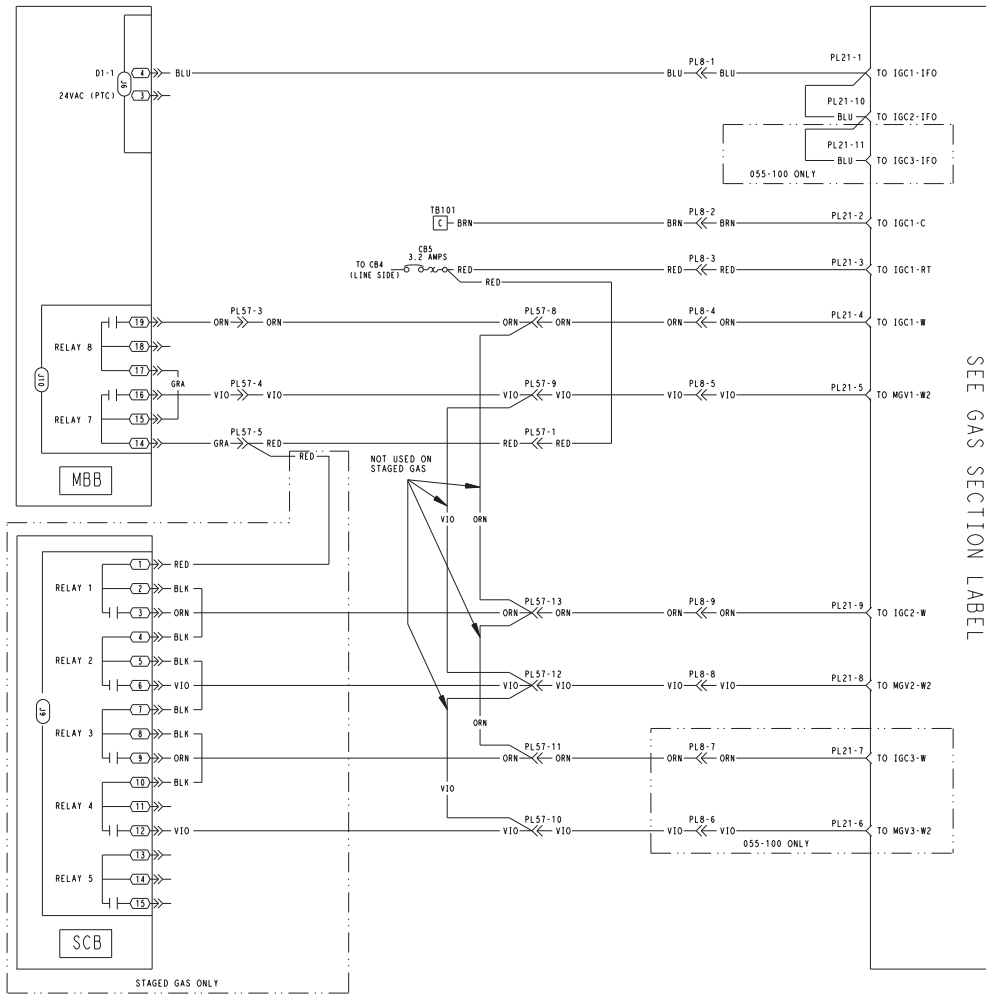 D1-1 4 BLU BLU PL8-1 BLU PL21-1 TO IGC1-IFO
J6
24VAC (PTC) 3
PL21-10
BLU TO IGC2-IFO
PL21-11
BLU TO IGC3-IFO
055-100 ONLY
TB101
C BRN BRN PL8-2 BRN PL21-2 TO IGC1-C
CB5
3.2 AMPS
TO CB4
(LINE SIDE)
RED RED PL8-3 RED PL21-3 TO IGC1-RT
RED
19 ORN PL57-3 ORN ORN PL57-8 ORN ORN PL8-4 ORN PL21-4 TO IGC1-W
RELAY 8
18
17
J10
GRA
16 VIO PL57-4 VIO VIO PL57-9 VIO VIO PL8-5 VIO PL21-5 TO MGV1-W2
RELAY 7
15
14 GRA PL57-5 RED RED PL57-1 RED
RED
MBB
NOT USED ON
STAGED GAS
VIO ORN
SEE GAS SECTION LABEL
1 RED
RELAY 1
2 BLK
3 ORN ORN PL57-13 ORN ORN PL8-9 ORN PL21-9 TO IGC2-W
4 BLK
RELAY 2
5 BLK
6 VIO VIO PL57-12 VIO VIO PL8-8 VIO PL21-8 TO MGV2-W2
J9
7 BLK
ORN
RELAY 3
8 BLK
9 ORN ORN PL57-11 ORN ORN PL8-7 ORN PL21-7 TO IGC3-W
10 BLK
VIO
RELAY 4
11
12 VIO VIO PL57-10 VIO VIO PL8-6 VIO PL21-6 TO MGV3-W2
055-100 ONLY
13
RELAY 5
14
15
SCB
STAGED GAS ONLY